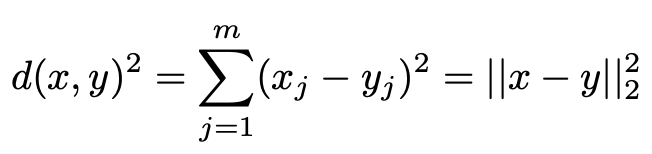 d(x, y)² = \sum_{j=1}^{m} (x_j − y_j)² = ||x − y||_2^2